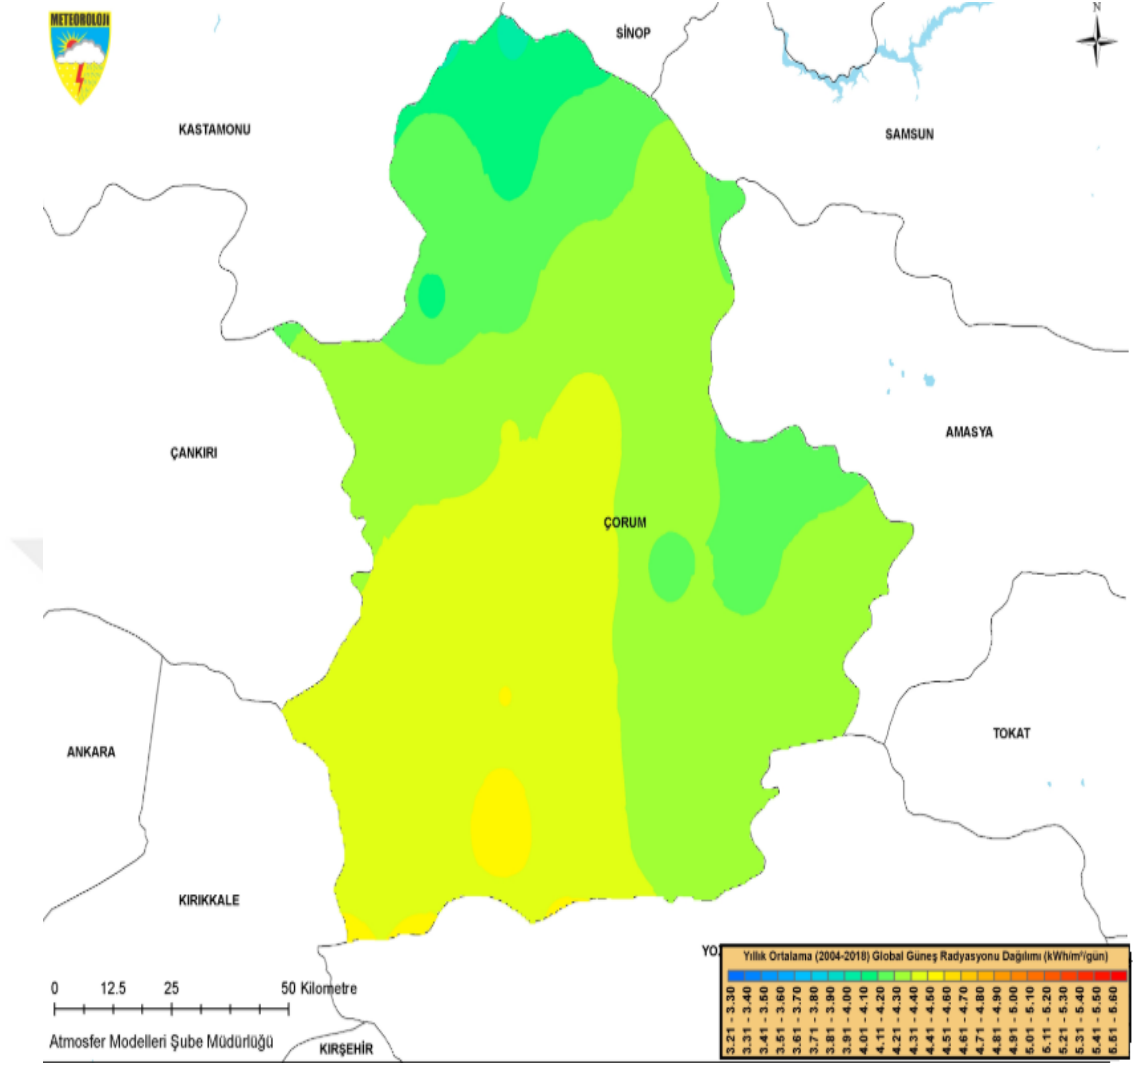 METEOROLOJİ
N
SİNOP
KASTAMONU
SAMSUN
AMASYA
ÇANKIRI
ÇORUM
TOKAT
ANKARA
KIRIKKALE
0 12.5 25 50 Kilometre
Atmosfer Modelleri Şube Müdürlüğü
KIRŞEHİR
Yıllık Ortalama (2004-2018) Global Güneş Radyasyonu Dağılımı (kWh/m²/gün)
3.21 - 3.30
3.31 - 3.40
3.41 - 3.50
3.51 - 3.60
3.61 - 3.70
3.71 - 3.80
3.81 - 3.90
3.91 - 4.00
4.01 - 4.10
4.11 - 4.20
4.21 - 4.30
4.31 - 4.40
4.41 - 4.50
4.51 - 4.60
4.61 - 4.70
4.71 - 4.80
4.81 - 4.90
4.91 - 5.00
5.01 - 5.10
5.11 - 5.20
5.21 - 5.30
5.31 - 5.40
5.41 - 5.50
5.51 - 5.60